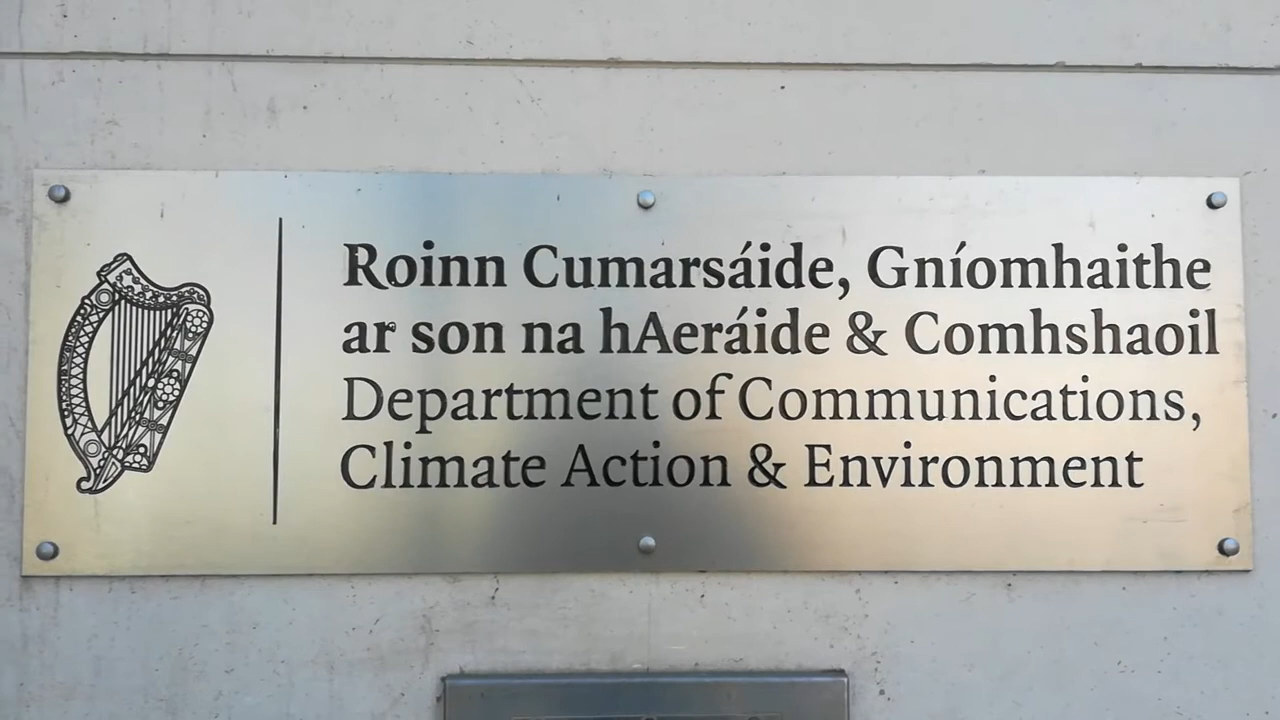 Roinn Cumarsáide, Gníomhaithe
ar son na hAeráide & Comhshaoil
Department of Communications,
Climate Action & Environment